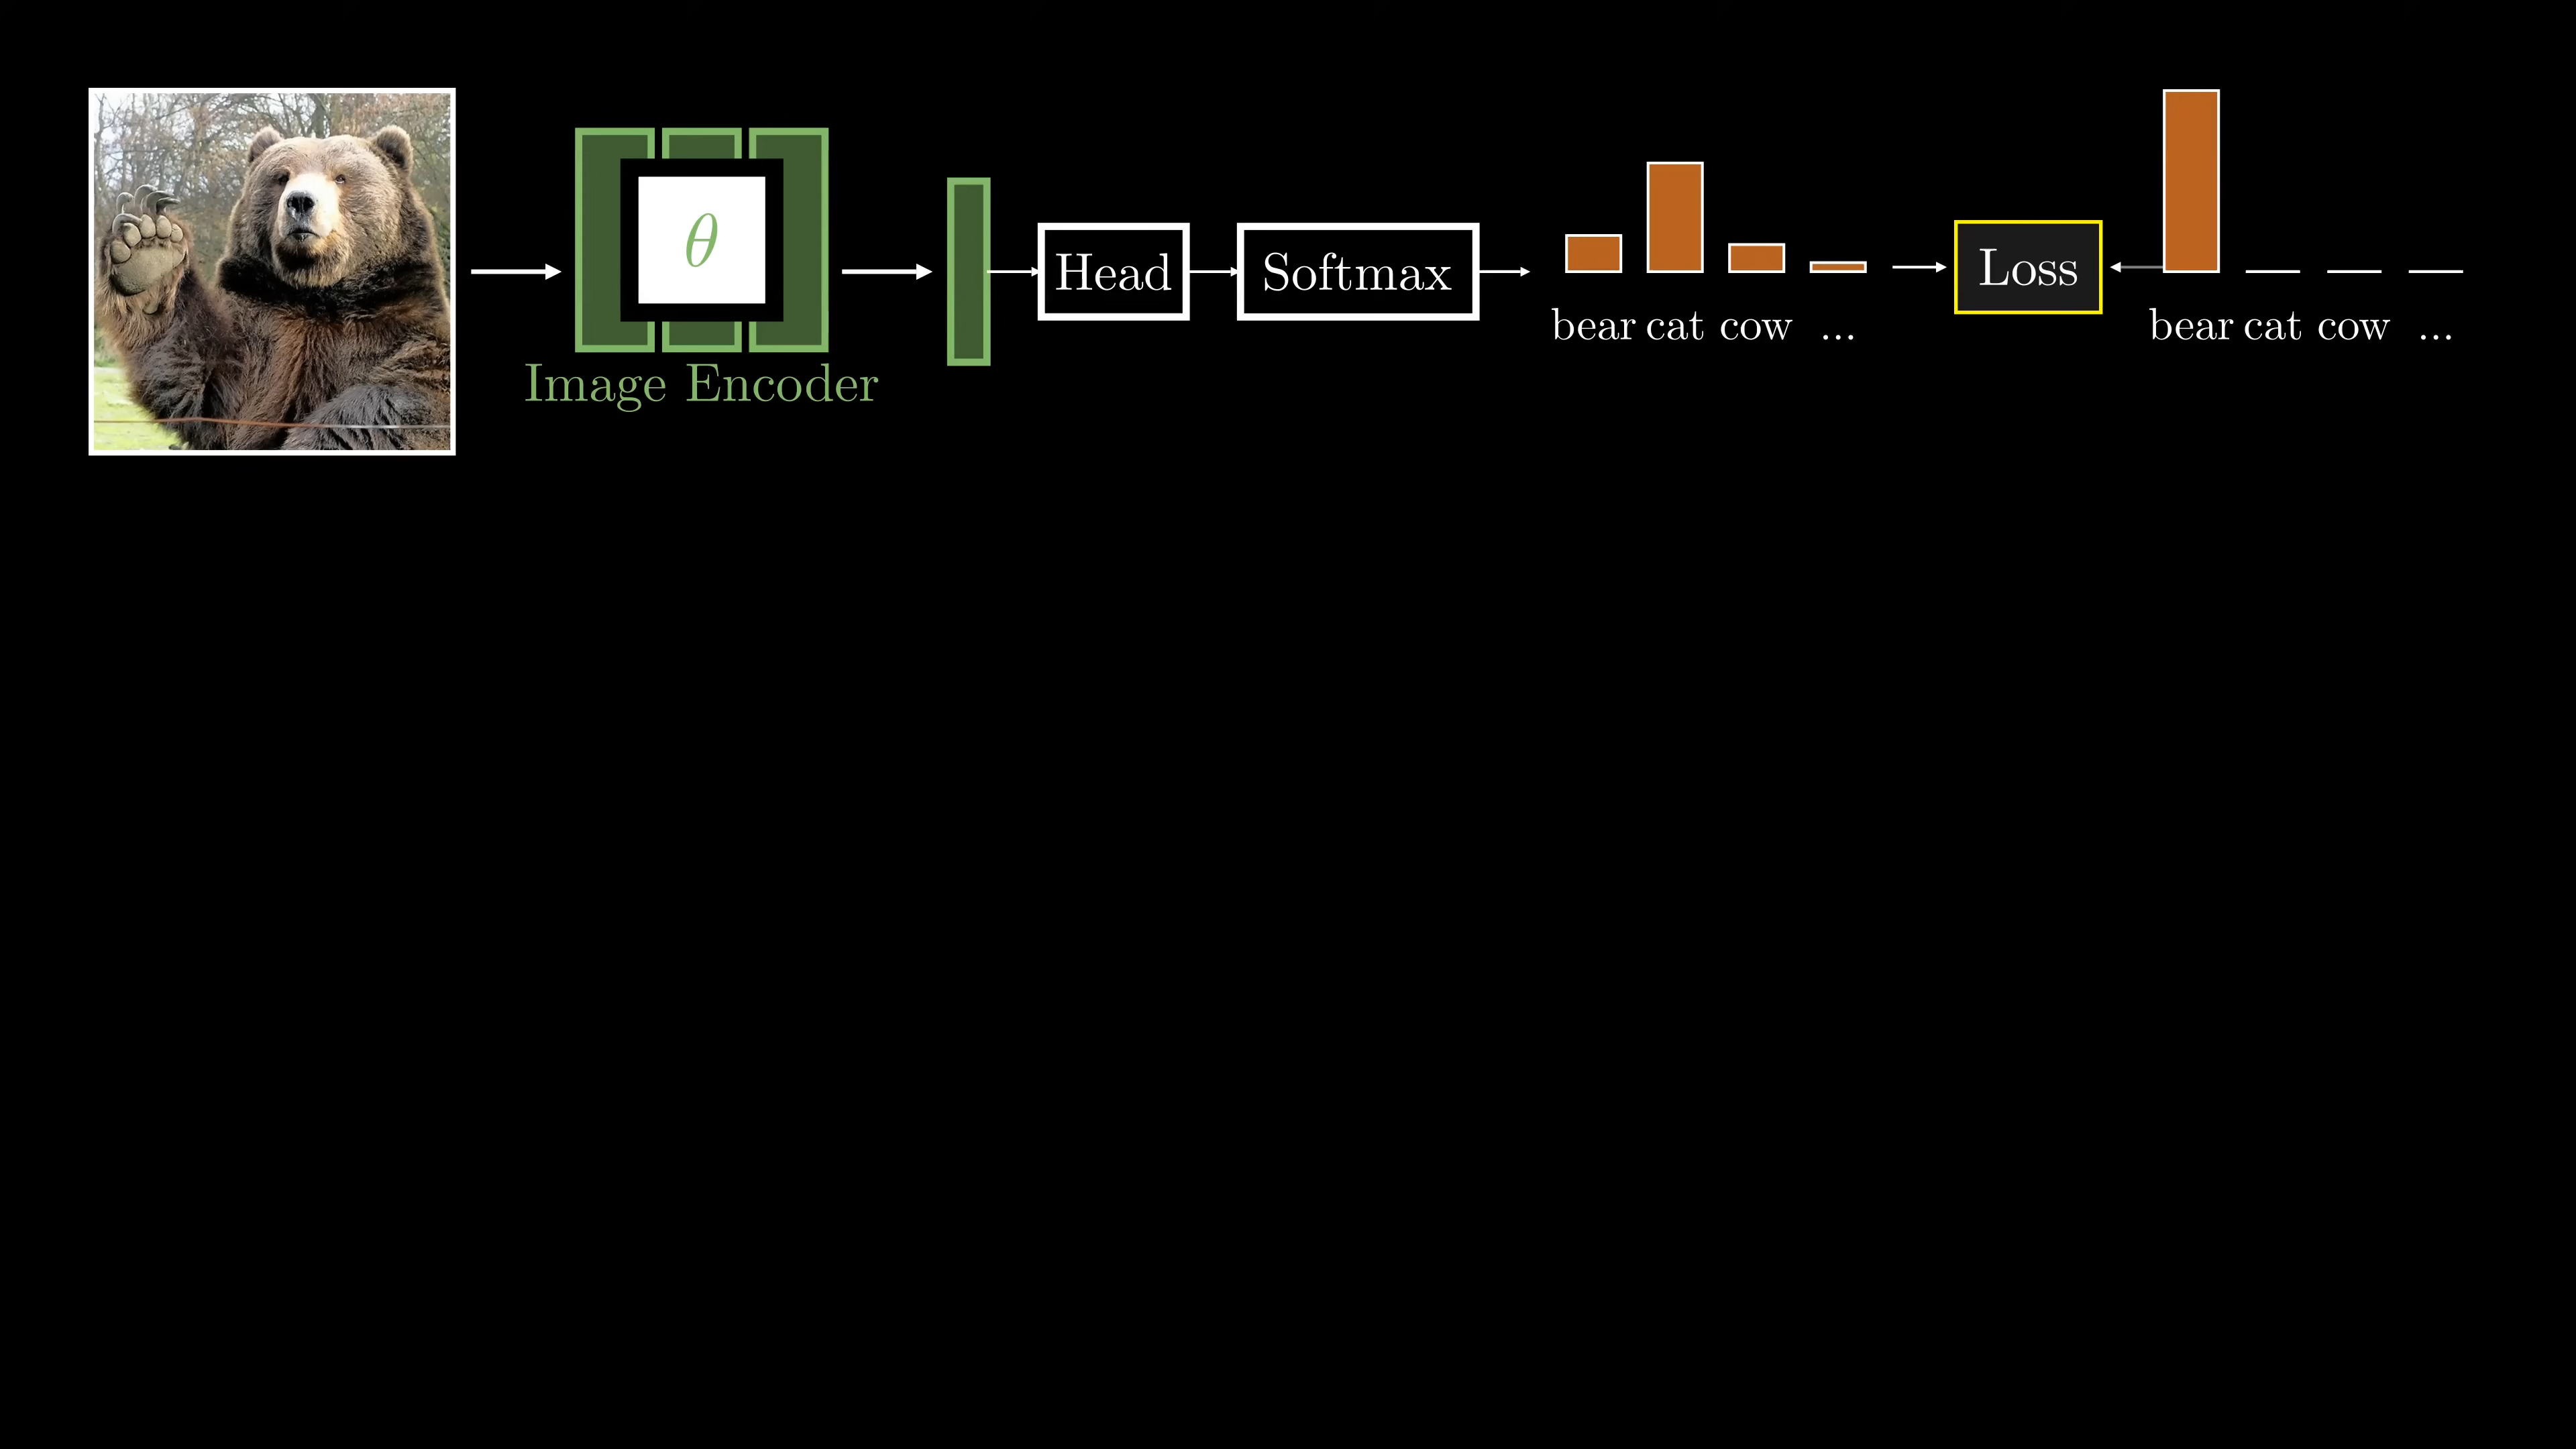 θ
Image Encoder
Head
Softmax
bear cat cow ...
Loss
bear cat cow ...